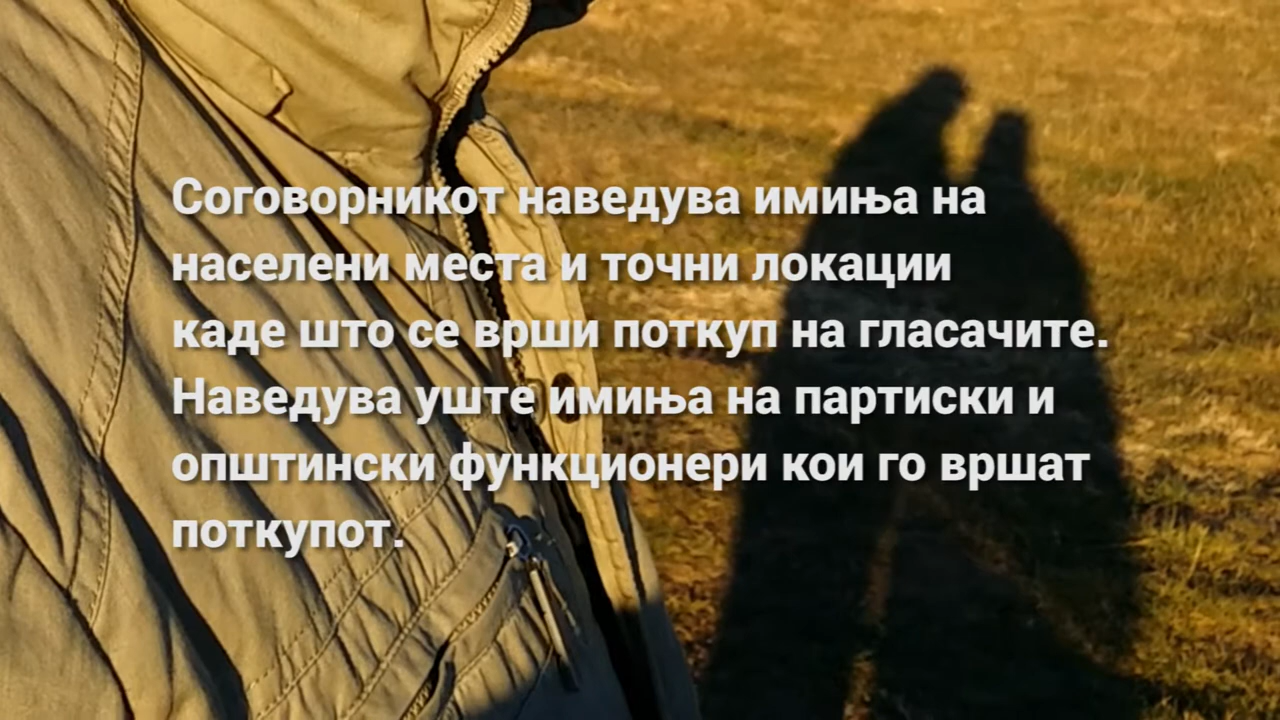 Соговорникот наведува имиња на
населени места и точни локации
каде што се врши поткуп на гласачите.
Наведува уште имиња на партиски и
општински функционери кои го вршат
поткупот.